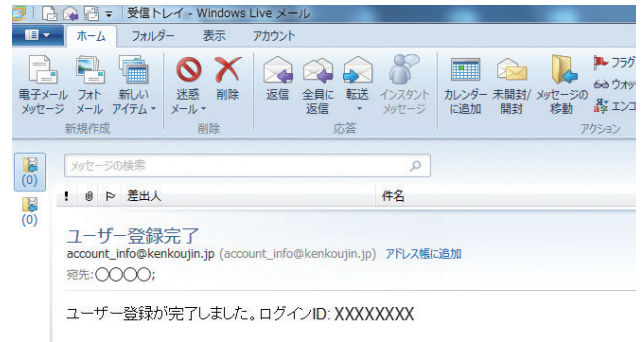 受信トレイ - Windows Live メール
ホーム フォルダー 表示 アカウント
電子メール メッセージ
フォト メール
新しい アイテム
迷惑 メール
削除
返信
全員に 返信
転送
インスタント メッセージ
カレンダー に追加
未開封/ 開封
メッセージの 移動
フラグ
エンコ
新規作成 削除 応答 アクション
メッセージの検索
(0)
! 差出人 件名
(0)
ユーザー登録完了
account_info@kenkoujin.jp (account_info@kenkoujin.jp) アドレス帳に追加
宛先:〇〇〇〇;
ユーザー登録が完了しました。ログインID: XXXXXXXX